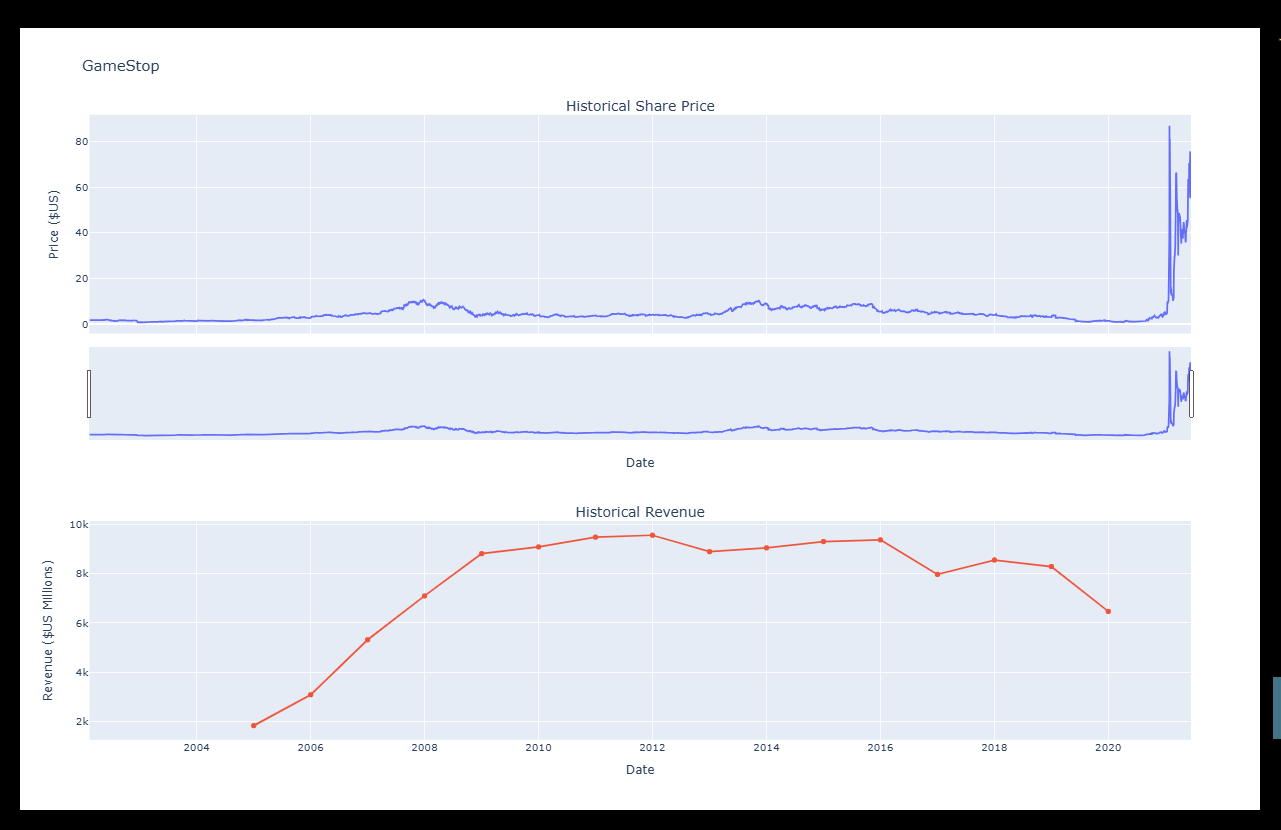 GameStop
Historical Share Price
Price ($US)
80
60
40
20
0
Date
Historical Revenue
Revenue ($US Millions)
10k
8k
6k
4k
2k
2004 2006 2008 2010 2012 2014 2016 2018 2020
Date